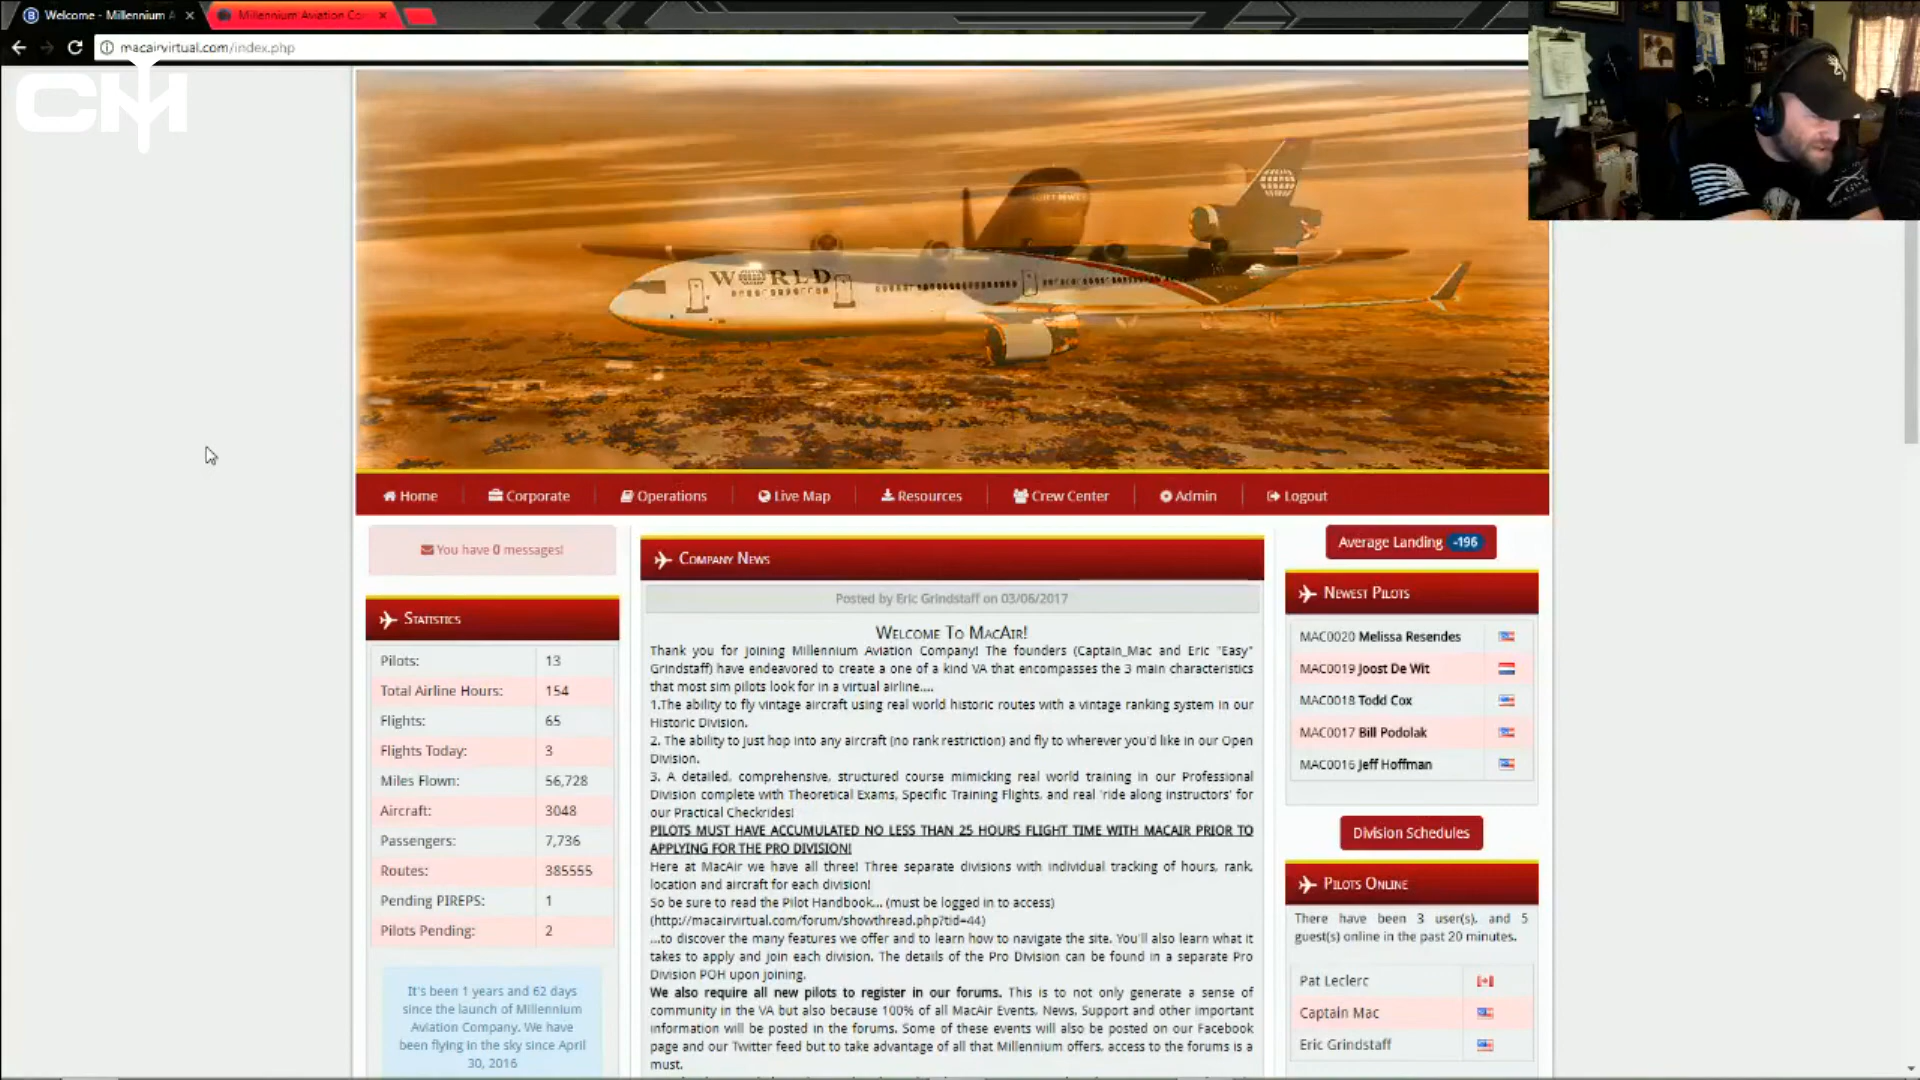 Welcome - Millennium A
Millennium Aviation Co
macairvirtual.com/index.php
CM
WORLD
Home
Corporate
Operations
Live Map
Resources
Crew Center
Admin
Logout
You have 0 messages!
Statistics
Pilots: 13
Total Airline Hours: 154
Flights: 65
Flights Today: 3
Miles Flown: 56,728
Aircraft: 3048
Passengers: 7,736
Routes: 385555
Pending PIREPS: 1
Pilots Pending: 2
It's been 1 years and 62 days
since the launch of Millennium
Aviation Company. We have
been flying in the sky since April
30, 2016
Company News
Posted by Eric Grindstaff on 03/06/2017
Welcome To MacAir!
Thank you for joining Millennium Aviation Company! The founders (Captain_Mac and Eric "Easy"
Grindstaff) have endeavored to create a one of a kind VA that encompasses the 3 main characteristics
that most sim pilots look for in a virtual airline....
1.The ability to fly vintage aircraft using real world historic routes with a vintage ranking system in our
Historic Division.
2. The ability to just hop into any aircraft (no rank restriction) and fly to wherever you'd like in our Open
Division.
3. A detailed, comprehensive, structured course mimicking real world training in our Professional
Division complete with Theoretical Exams, Specific Training Flights, and real 'ride along instructors' for
our Practical Checkrides!
PILOTS MUST HAVE ACCUMULATED NO LESS THAN 25 HOURS FLIGHT TIME WITH MACAIR PRIOR TO
APPLYING FOR THE PRO DIVISION!
Here at MacAir we have all three! Three separate divisions with individual tracking of hours, rank,
location and aircraft for each division!
So be sure to read the Pilot Handbook... (must be logged in to access)
(http://macairvirtual.com/forum/showthread.php?tid=44)
...to discover the many features we offer and to learn how to navigate the site. You'll also learn what it
takes to apply and join each division. The details of the Pro Division can be found in a separate Pro
Division POH upon joining.
We also require all new pilots to register in our forums. This is to not only generate a sense of
community in the VA but also because 100% of all MacAir Events, News, Support and other important
information will be posted in the forums. Some of these events will also be posted on our Facebook
page and our Twitter feed but to take advantage of all that Millennium offers, access to the forums is a
must.
Average Landing -196
Newest Pilots
MAC0020 Melissa Resendes
MAC0019 Joost De Wit
MAC0018 Todd Cox
MAC0017 Bill Podolak
MAC0016 Jeff Hoffman
Division Schedules
Pilots Online
There have been 3 user(s), and 5
guest(s) online in the past 20 minutes.
Pat Leclerc
Captain Mac
Eric Grindstaff